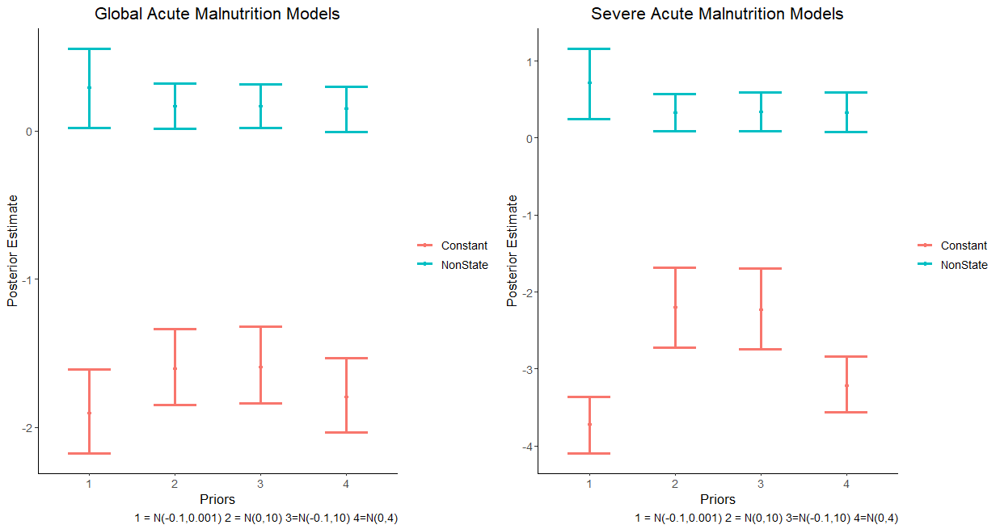 Global Acute Malnutrition Models
Posterior Estimate
0
-1
-2
1 2 3 4
Priors
1 = N(-0.1,0.001) 2 = N(0,10) 3=N(-0.1,10) 4=N(0,4)
Constant
NonState
Severe Acute Malnutrition Models
Posterior Estimate
1
0
-1
-2
-3
-4
1 2 3 4
Priors
1 = N(-0.1,0.001) 2 = N(0,10) 3=N(-0.1,10) 4=N(0,4)
Constant
NonState